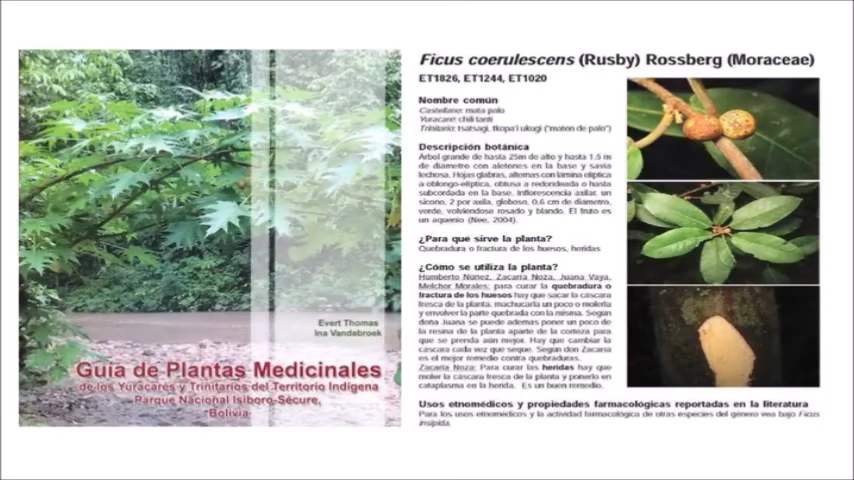 Evert Thomas
Ina Vandebroek
Guía de Plantas Medicinales
de los Yuracarés y Trinitarios del Territorio Indígena
Parque Nacional Isiboro-Sécure,
Bolivia
Ficus coerulescens (Rusby) Rossberg (Moraceae)
ET1826, ET1244, ET1020
Nombre común
Castellano: mata palo
Yuracaré: chili tanti
Trinitario: tsatsagi, tkopa'i ukugi ("maton de palo")
Descripción botánica
Árbol grande de hasta 25m de alto y hasta 1,5 m
de diametro con aletones en la base y savia
lechosa. Hojas glabras, alternas con lámina elíptica
a oblongo-elíptica, obtusa a redondeada o hasta
subcordada en la base. Inflorescencia axilar, un
sicono, 2 por axila, globoso, 0,6 cm de diámetro,
verde, volviendose rosado y blando. El fruto es
un aquenio (Nee, 2004).
¿Para qué sirve la planta?
Quebradura o fractura de los huesos, heridas
¿Cómo se utiliza la planta?
Humberto Núñez, Zacaría Noza, Juana Vaya,
Melchor Morales: para curar la quebradura o
fractura de los huesos hay que sacar la cáscara
fresca de la planta, machucarla un poco o molerla
y envolver la parte quebrada con la misma. Según
doña Juana se puede además poner un poco de
la resina de la planta aparte de la corteza para
que se prenda aún mejor. Hay que cambiar la
cáscara cada vez que seque. Según don Zacaría
es el mejor remedio contra quebraduras.
Zacaría Noza: Para curar las heridas hay que
moler la cáscara fresca de la planta y ponerlo en
cataplasma en la herida. Es un buen remedio.
Usos etnomédicos y propiedades farmacológicas reportadas en la literatura
Para los usos etnomédicos y la actividad farmacológica de otras especies del género vea bajo Ficus
insipida.